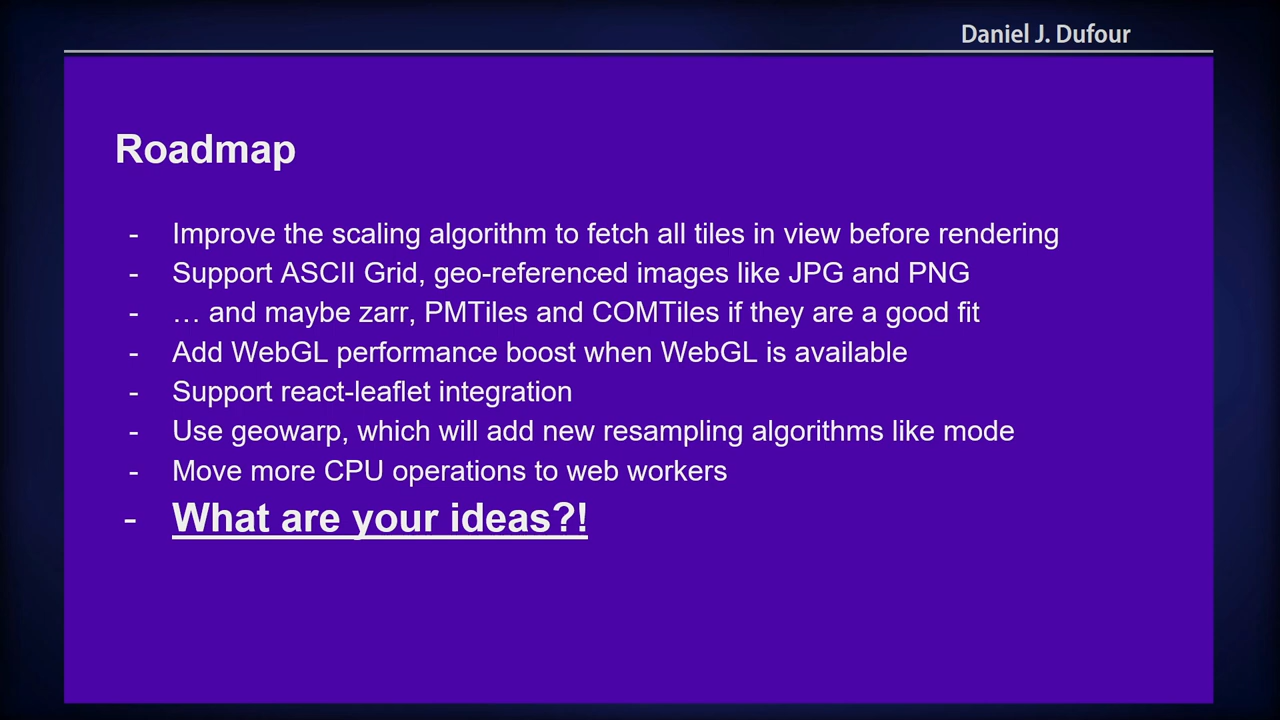 Daniel J. Dufour
Roadmap
- Improve the scaling algorithm to fetch all tiles in view before rendering
- Support ASCII Grid, geo-referenced images like JPG and PNG
- … and maybe zarr, PMTiles and COMTiles if they are a good fit
- Add WebGL performance boost when WebGL is available
- Support react-leaflet integration
- Use geowarp, which will add new resampling algorithms like mode
- Move more CPU operations to web workers
- What are your ideas?!